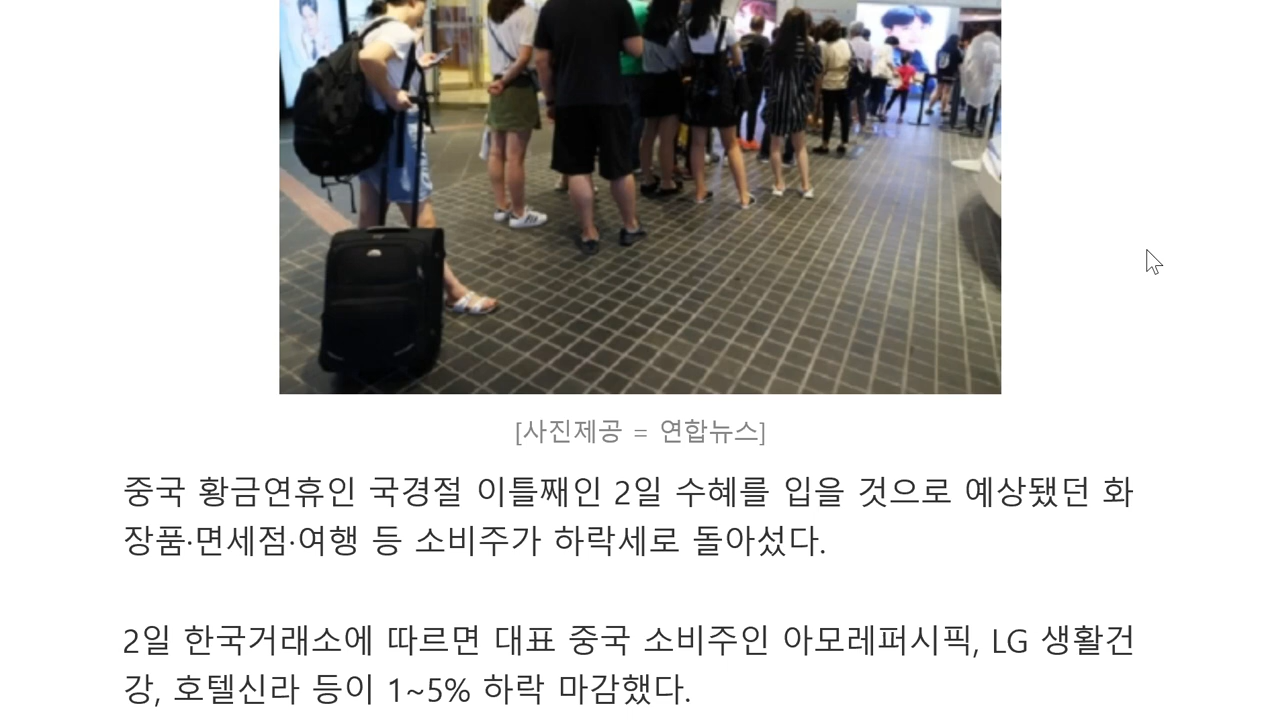 [사진제공 = 연합뉴스]
중국 황금연휴인 국경절 이틀째인 2일 수혜를 입을 것으로 예상됐던 화
장품·면세점·여행 등 소비주가 하락세로 돌아섰다.
2일 한국거래소에 따르면 대표 중국 소비주인 아모레퍼시픽, LG 생활건
강, 호텔신라 등이 1~5% 하락 마감했다.